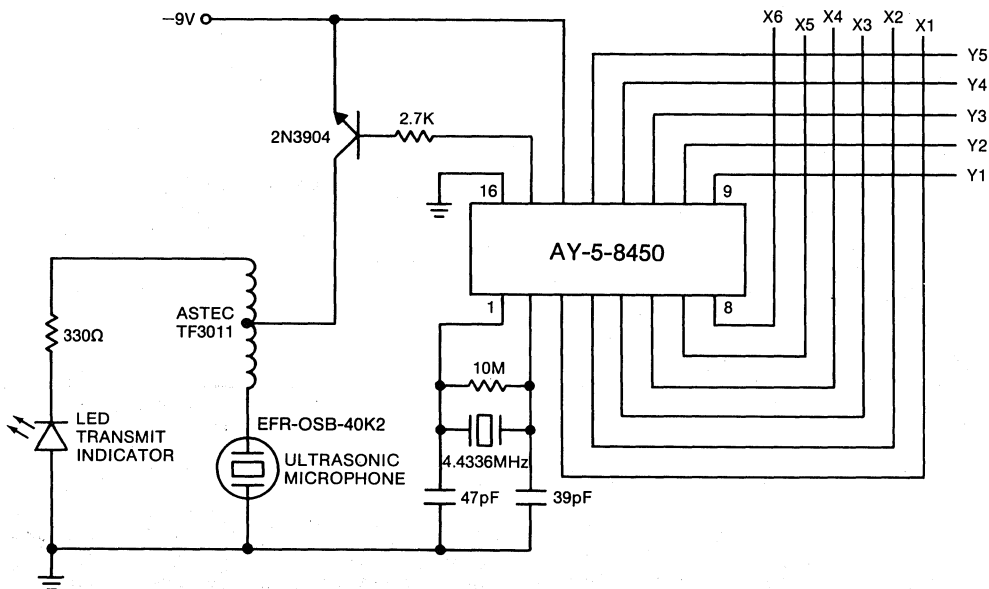 −9V
X6
X5
X4
X3
X2
X1
Y5
Y4
Y3
Y2
Y1
2N3904
2.7K
16
9
AY-5-8450
1
8
ASTEC
TF3011
330Ω
10M
LED
TRANSMIT
INDICATOR
EFR-OSB-40K2
ULTRASONIC
MICROPHONE
4.4336MHz
47pF
39pF